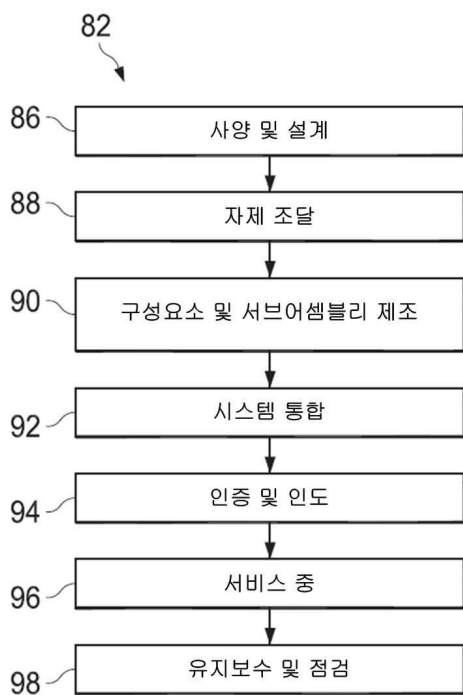 82
86 사양 및 설계
88 자제 조달
90 구성요소 및 서브어셈블리 제조
92 시스템 통합
94 인증 및 인도
96 서비스 중
98 유지보수 및 점검